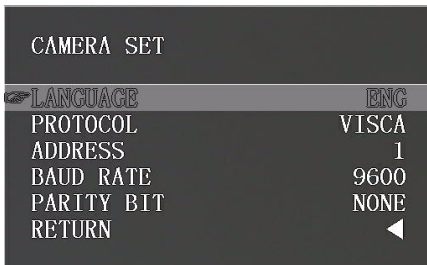 CAMERA SET
LANGUAGE ENG
PROTOCOL VISCA
ADDRESS 1
BAUD RATE 9600
PARITY BIT NONE
RETURN